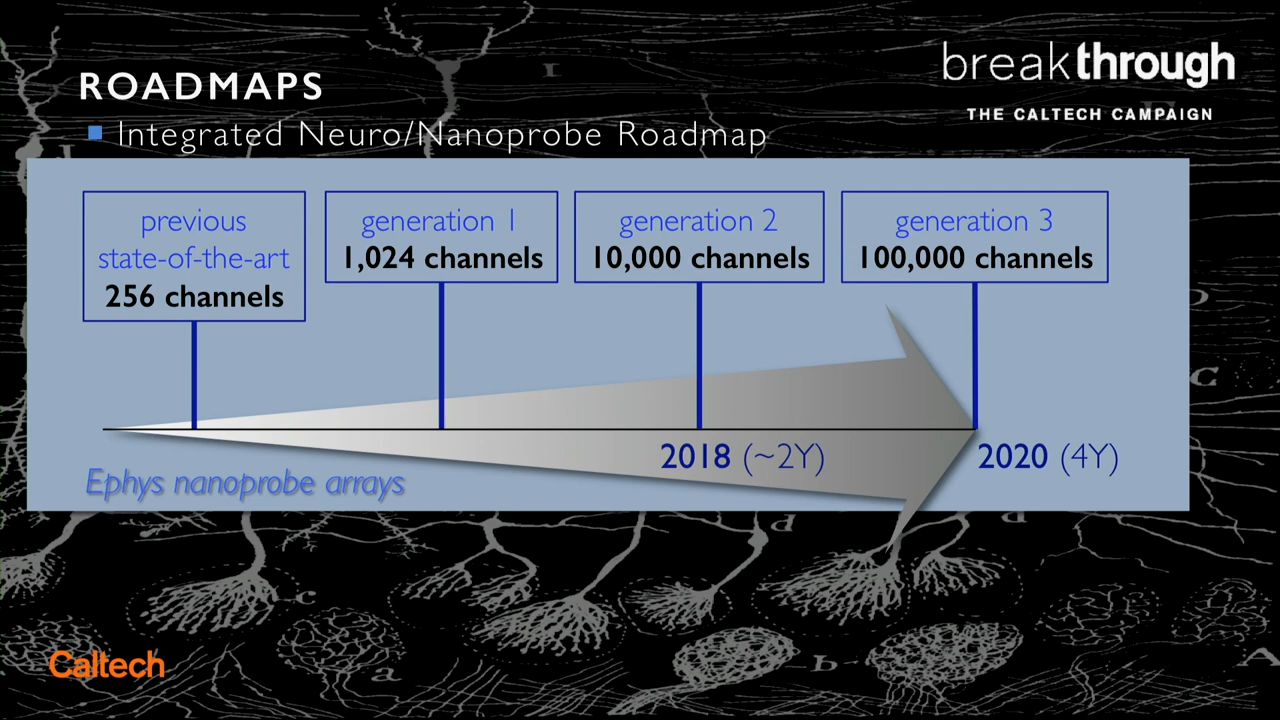 ROADMAPS
breakthrough
THE CALTECH CAMPAIGN
Integrated Neuro/Nanoprobe Roadmap
previous
state-of-the-art
256 channels
generation 1
1,024 channels
generation 2
10,000 channels
generation 3
100,000 channels
2018 (~2Y)
2020 (4Y)
Ephys nanoprobe arrays
I
C
d
d
c
a
b
A
Caltech